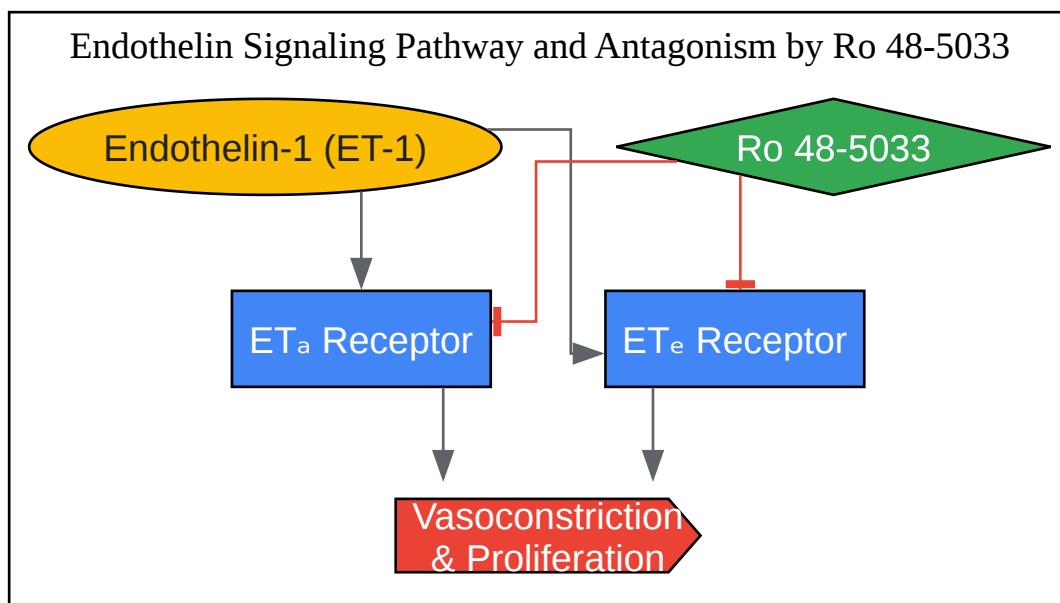 Endothelin Signaling Pathway and Antagonism by Ro 48-5033
Endothelin-1 (ET-1)
Ro 48-5033
ETₐ Receptor
ETₑ Receptor
Vasoconstriction
& Proliferation